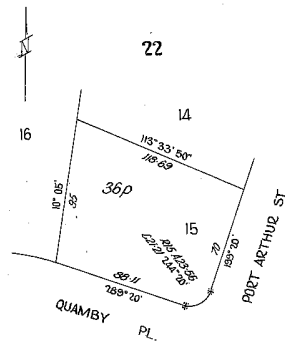 N
22
14
16
113° 33' 50"
118·69
10° 05'
95
36p
15
R15 A23·56
C21·21 244° 20'
70
199° 20'
PORT ARTHUR ST
88·11
289° 20'
QUAMBY PL.